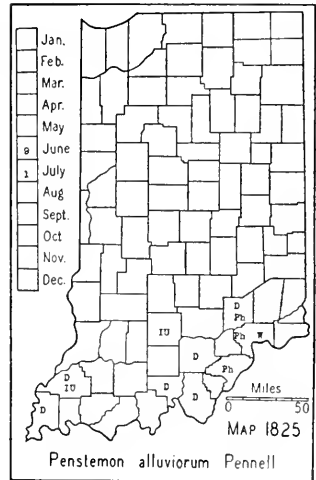 Jan.
Feb.
Mar.
Apr.
May
9 June
1 July
Aug
Sept.
Oct
Nov.
Dec.
D
Ph
IU
Ph
W
D
Ph
D
IU
D
D
D
Miles
0 50
MAP 1825
Penstemon alluviorum Pennell